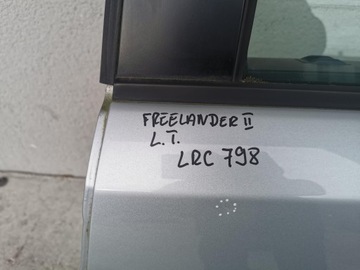 FREELANDER II
L.T.
LRC 798